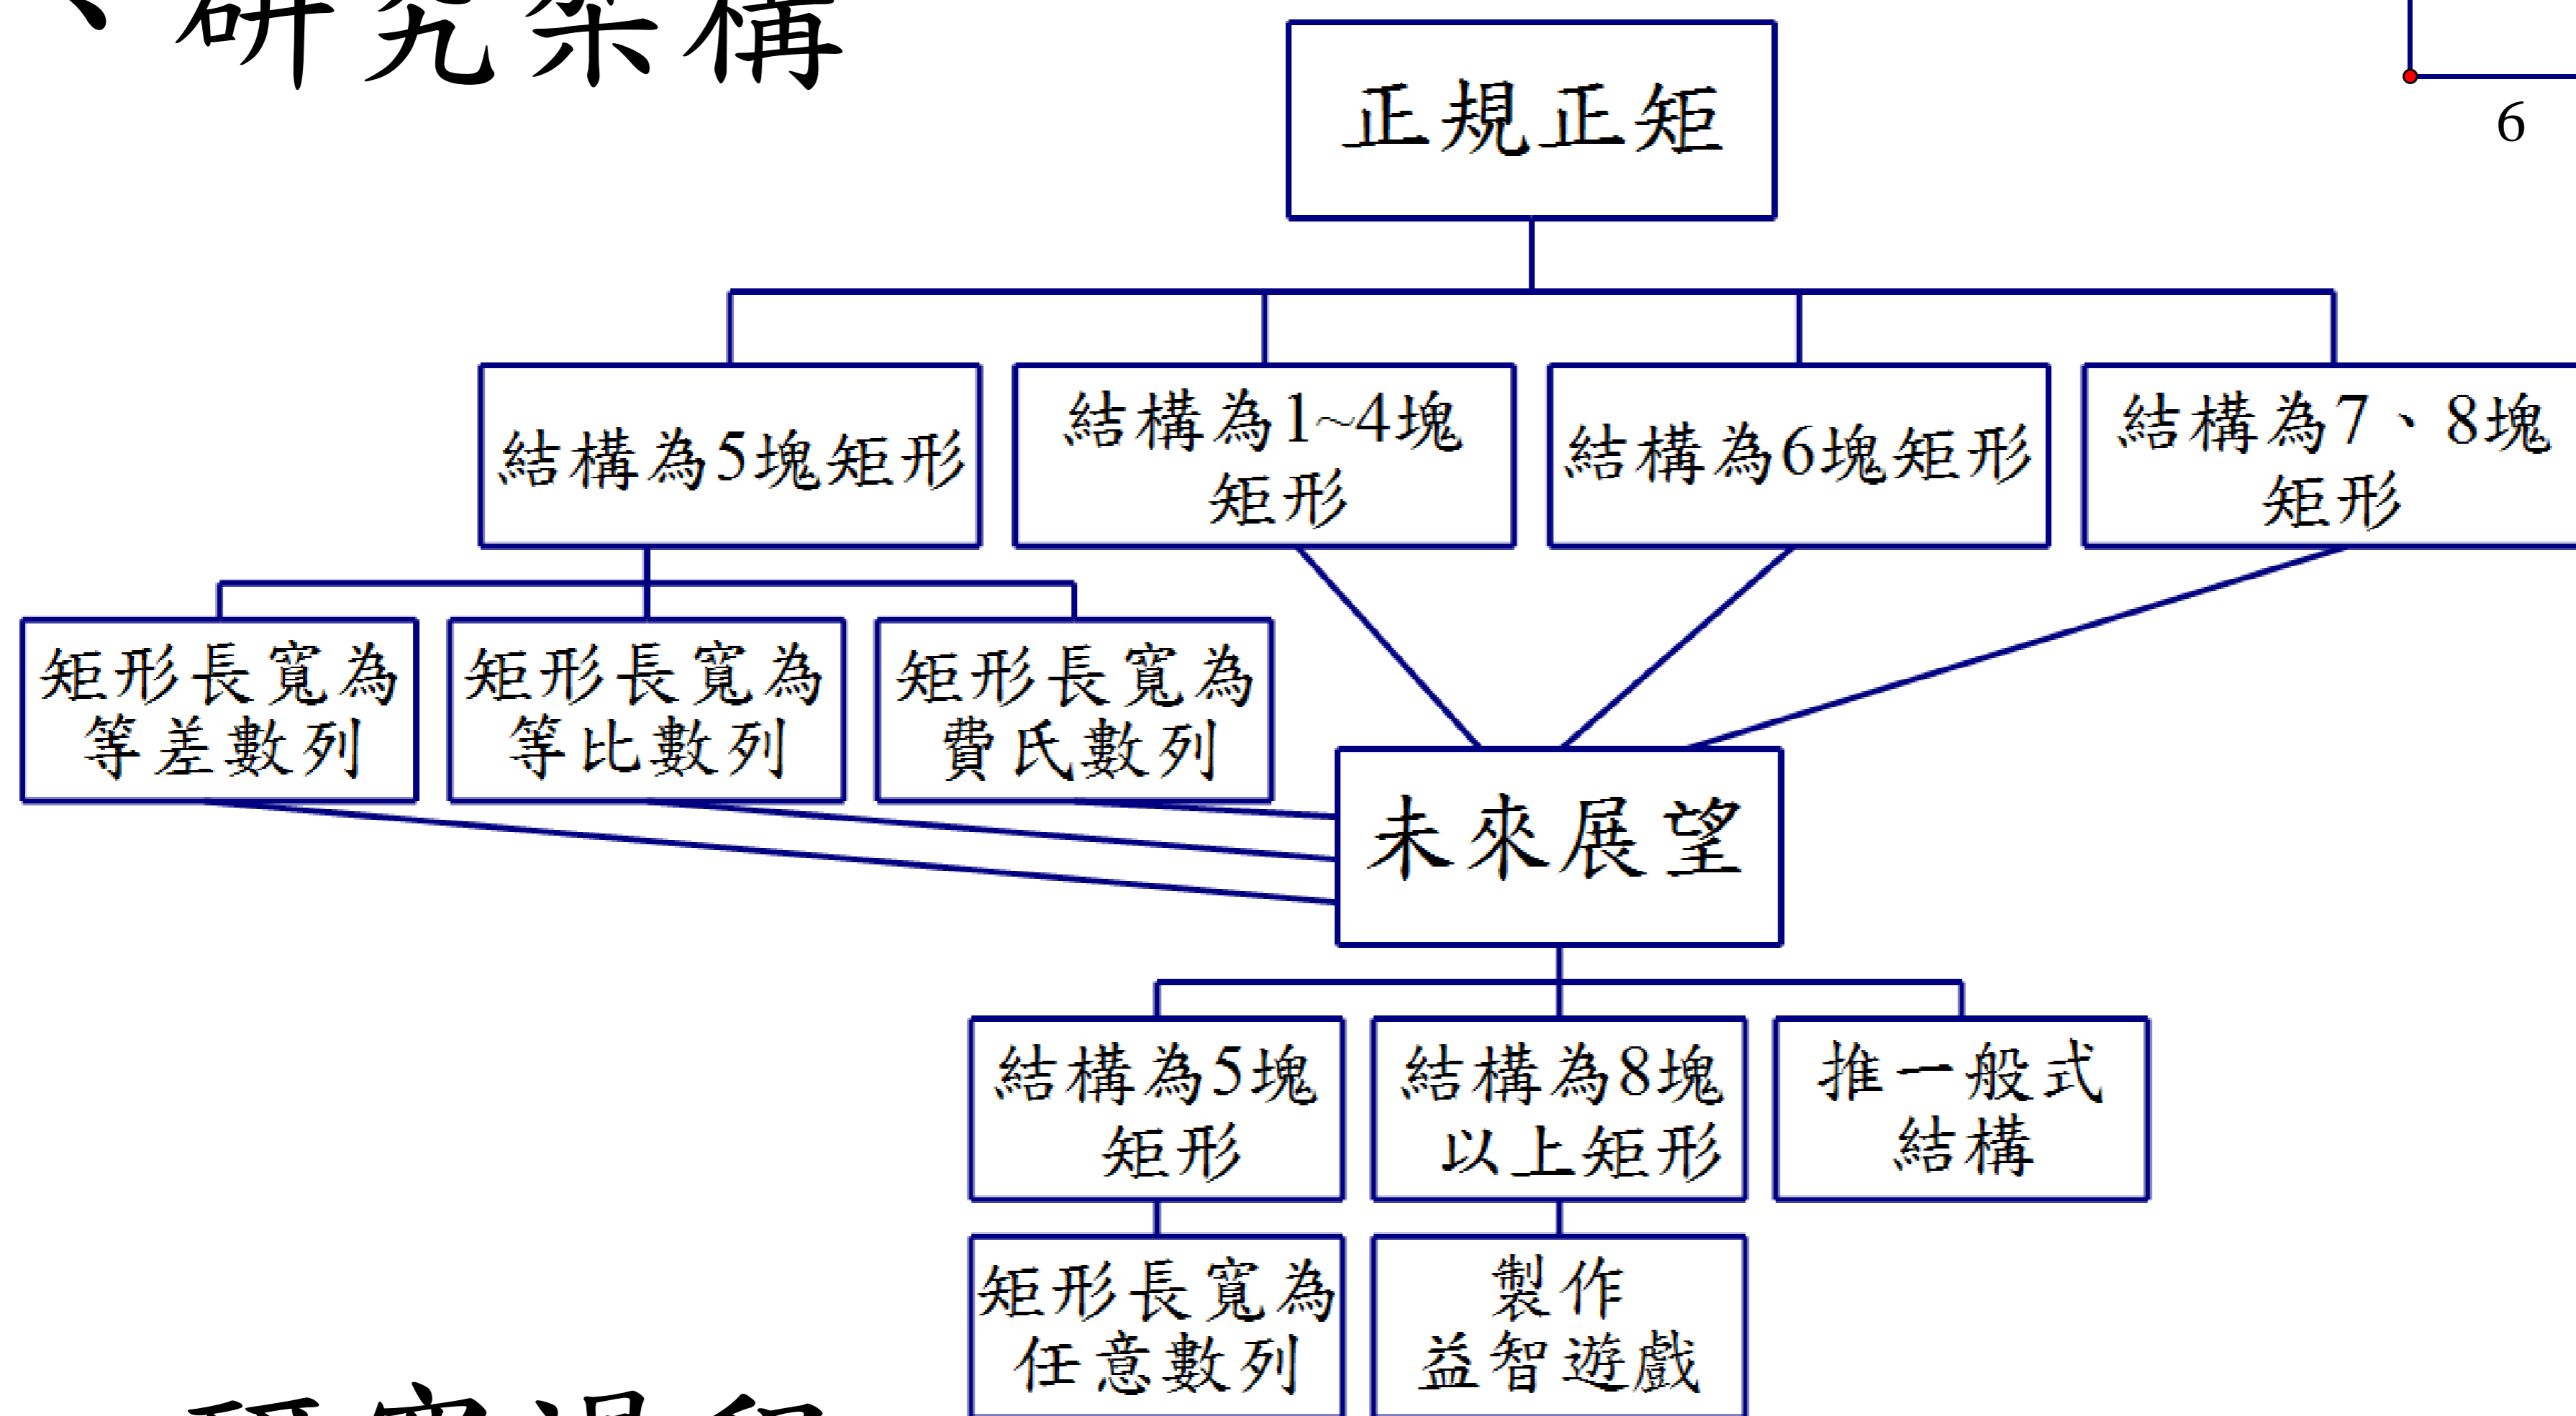 、研究架構
正規正矩
6
結構為5塊矩形
結構為1~4塊
矩形
結構為6塊矩形
結構為7、8塊
矩形
矩形長寬為
等差數列
矩形長寬為
等比數列
矩形長寬為
費氏數列
未來展望
結構為5塊
矩形
結構為8塊
以上矩形
推一般式
結構
矩形長寬為
任意數列
製作
益智遊戲